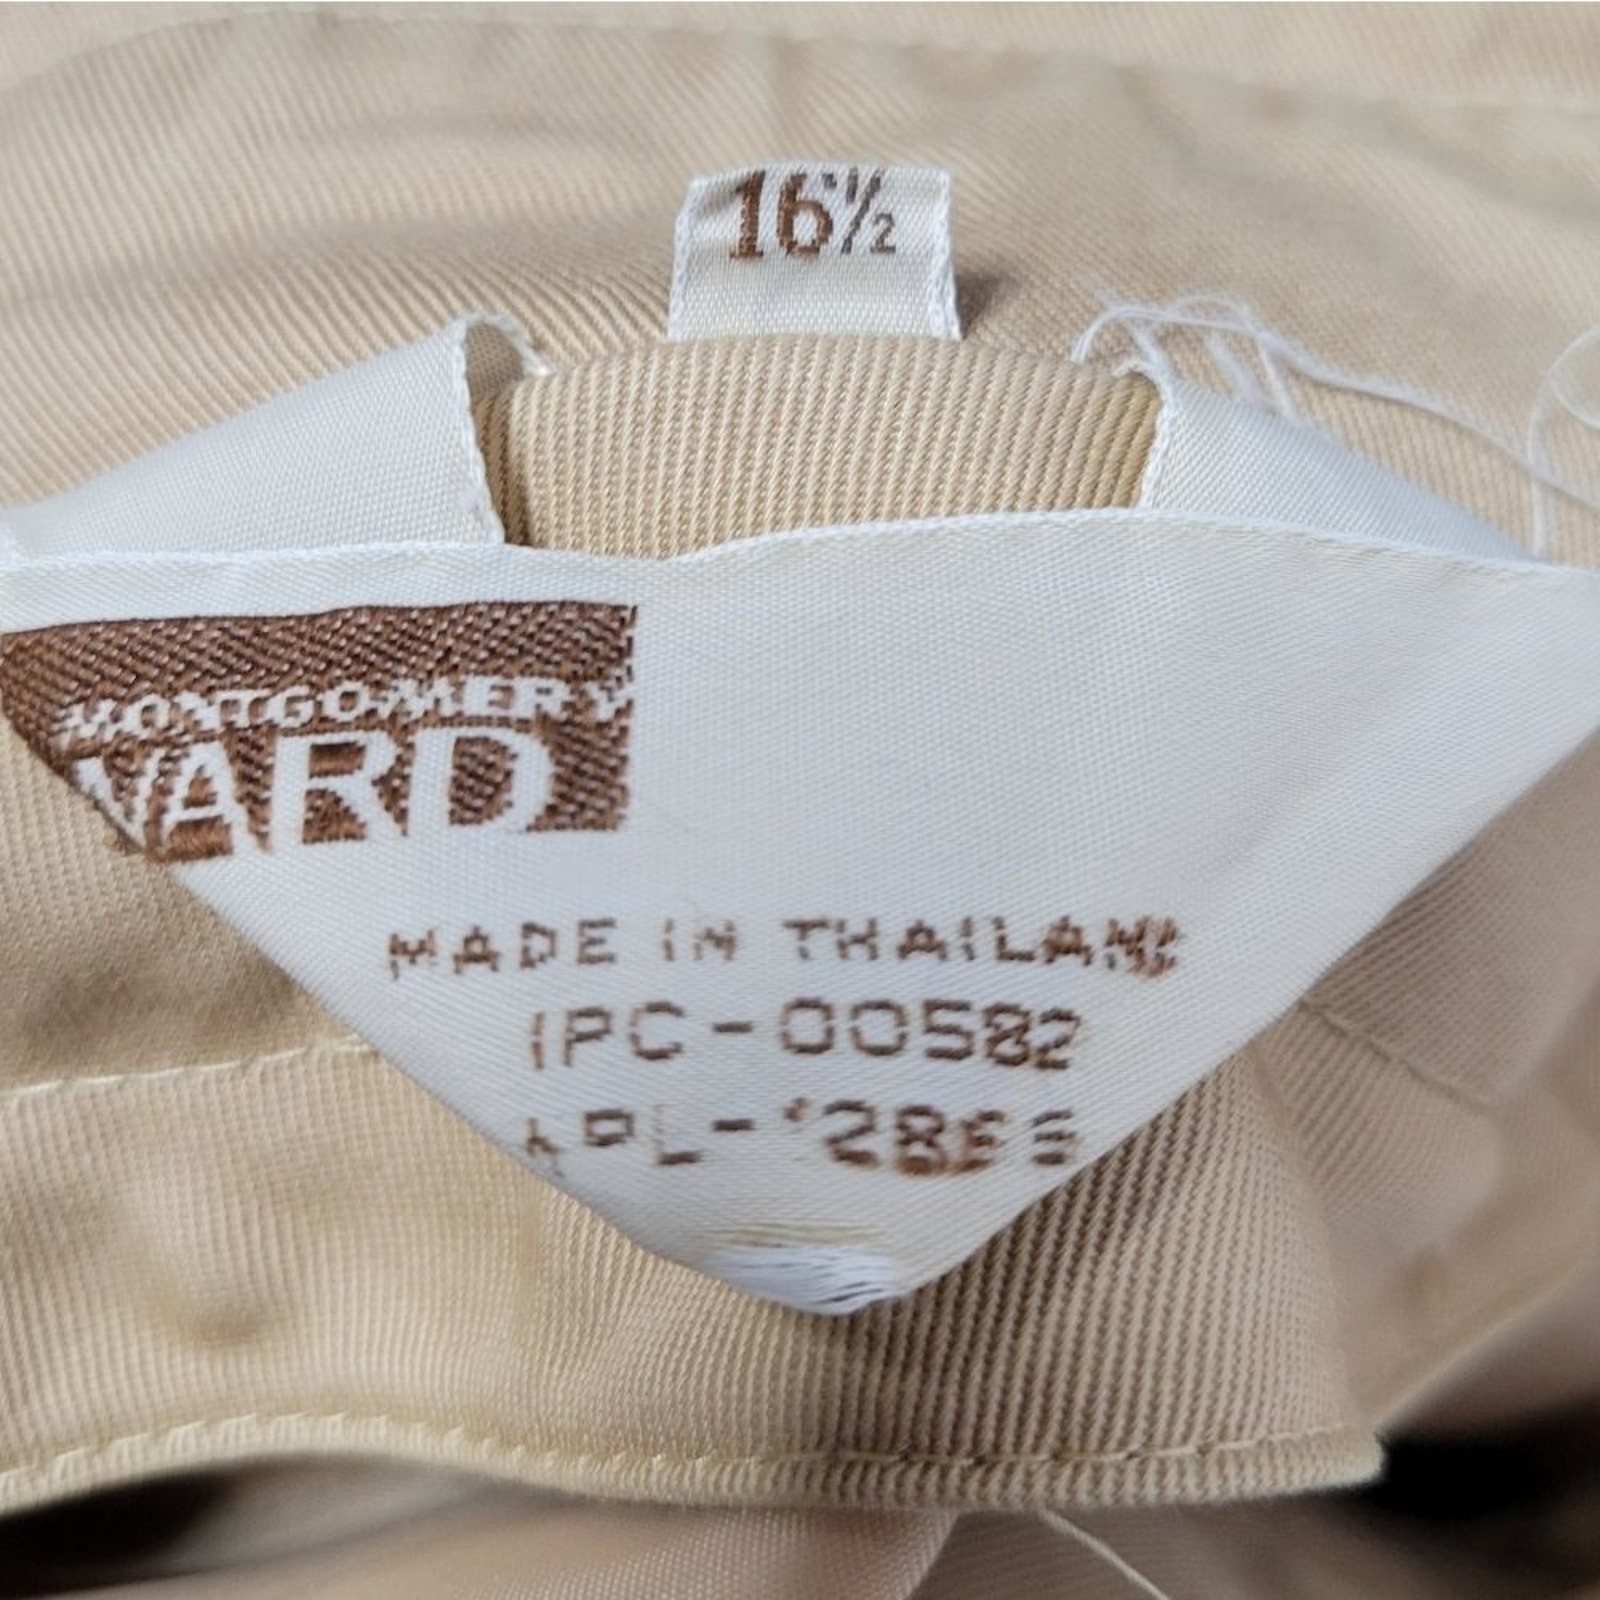 16½
MONTGOMERY
WARD
MADE IN THAILAND
IPC-00582